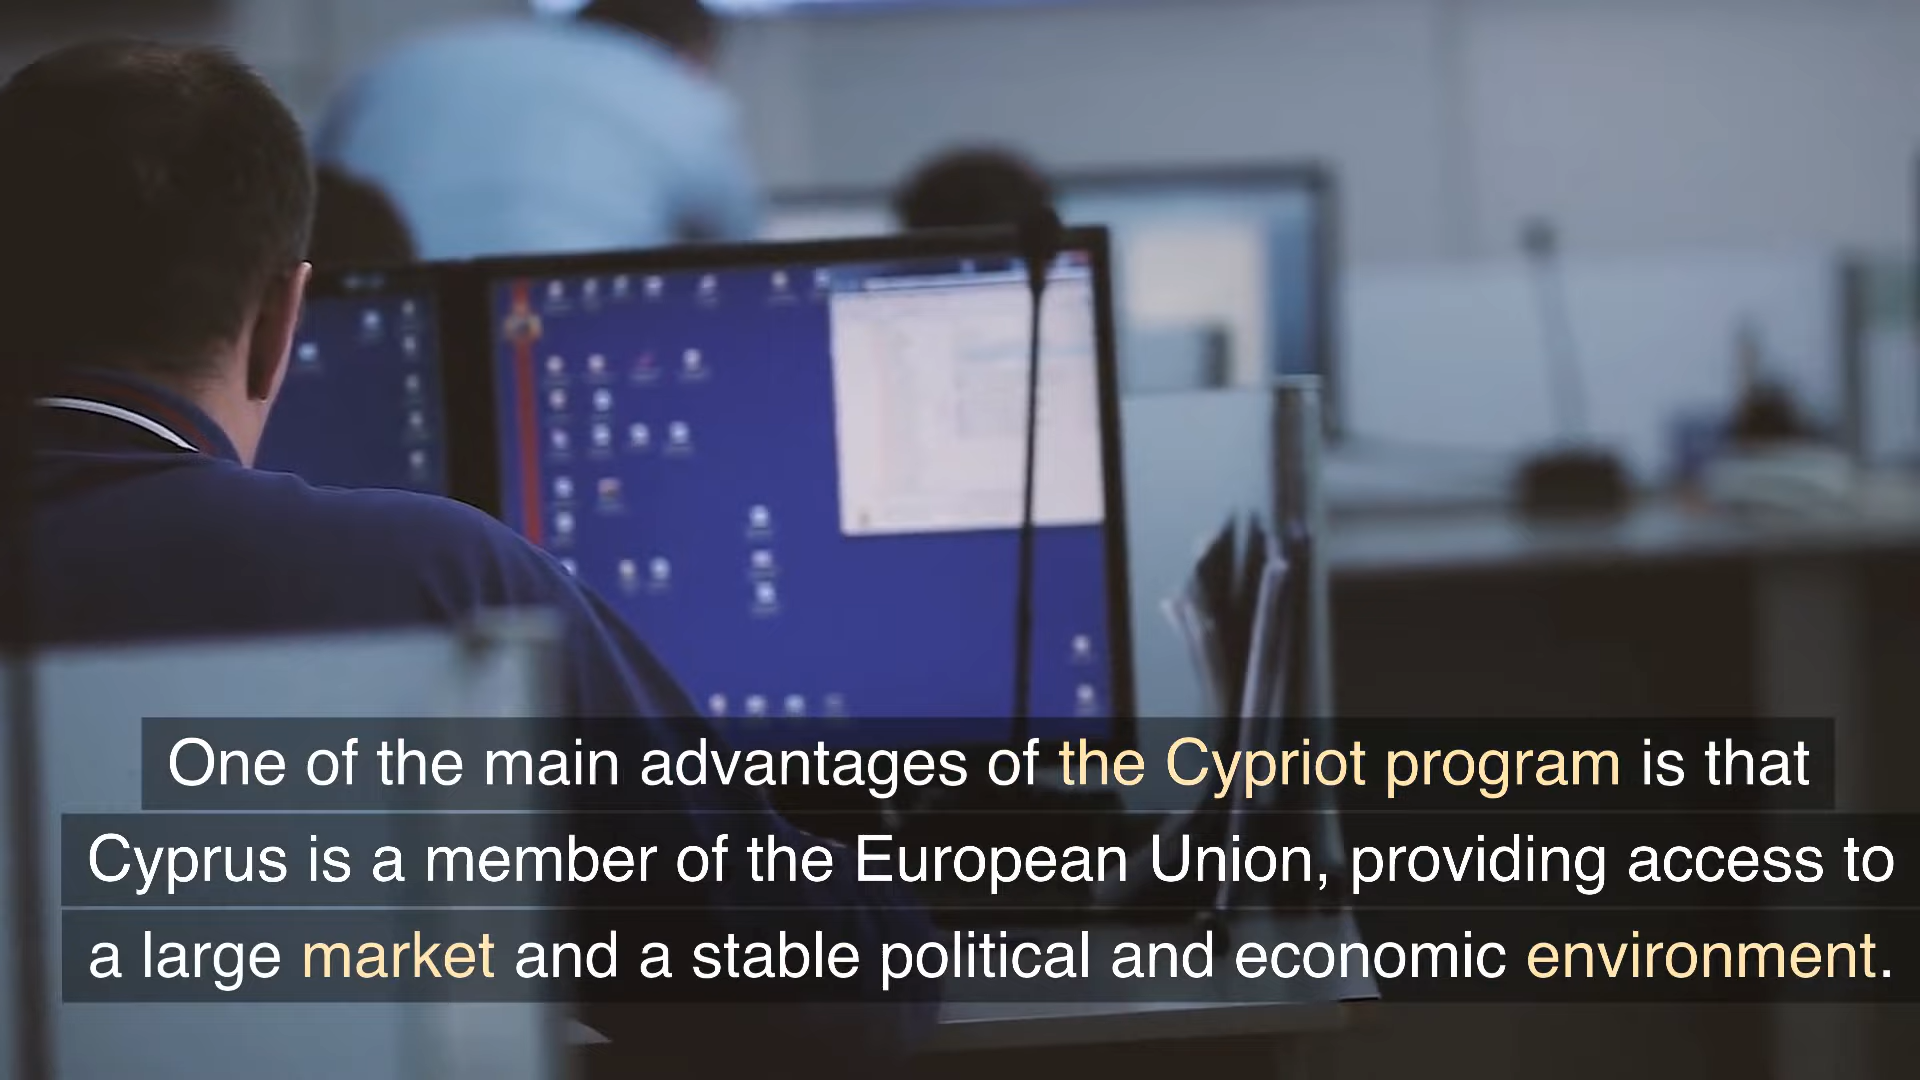 One of the main advantages of the Cypriot program is that
Cyprus is a member of the European Union, providing access to
a large market and a stable political and economic environment.